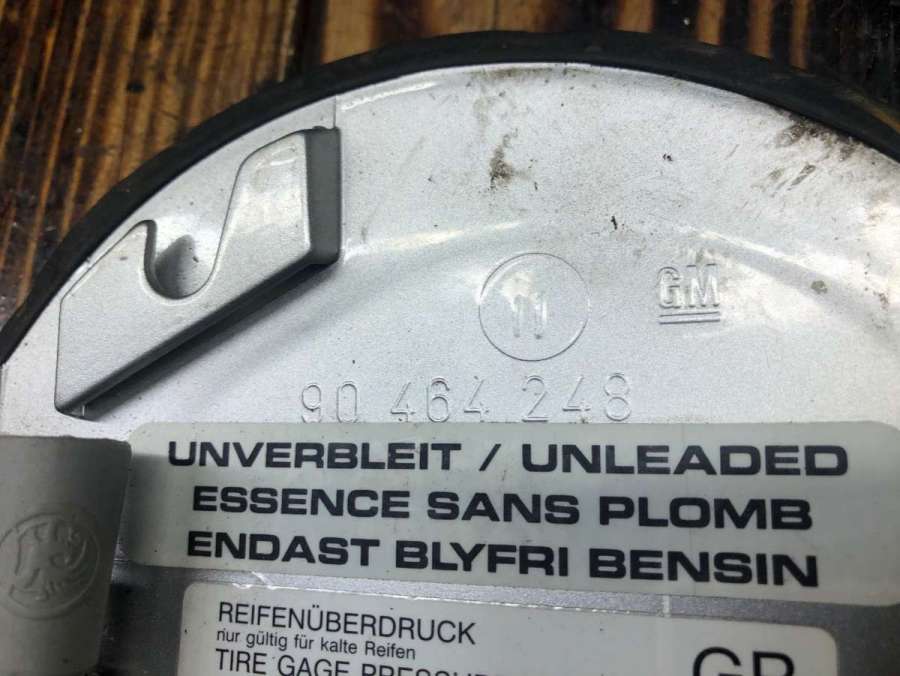 11
GM
90 464 248
UNVERBLEIT / UNLEADED
ESSENCE SANS PLOMB
ENDAST BLYFRI BENSIN
REIFENÜBERDRUCK
nur gültig für kalte Reifen
TIRE GAGE
GP